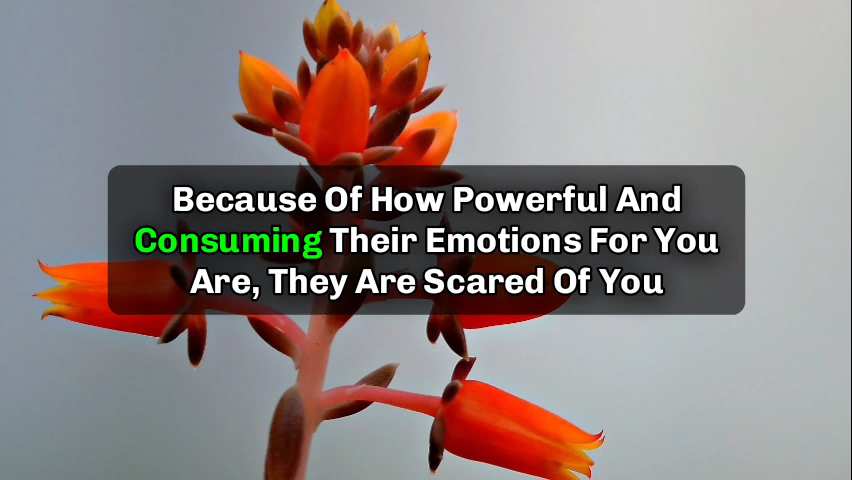 Because Of How Powerful And
Consuming Their Emotions For You
Are, They Are Scared Of You